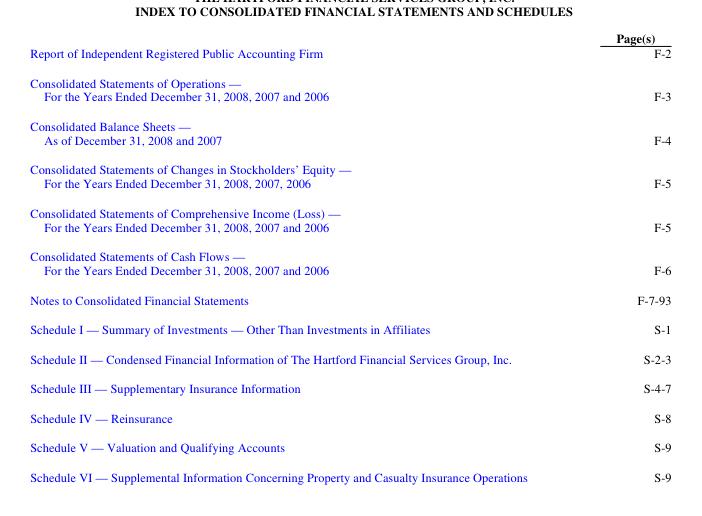 THE HARTFORD FINANCIAL SERVICES GROUP, INC.
INDEX TO CONSOLIDATED FINANCIAL STATEMENTS AND SCHEDULES
Page(s)
Report of Independent Registered Public Accounting Firm F-2
Consolidated Statements of Operations —
For the Years Ended December 31, 2008, 2007 and 2006 F-3
Consolidated Balance Sheets —
As of December 31, 2008 and 2007 F-4
Consolidated Statements of Changes in Stockholders’ Equity —
For the Years Ended December 31, 2008, 2007, 2006 F-5
Consolidated Statements of Comprehensive Income (Loss) —
For the Years Ended December 31, 2008, 2007 and 2006 F-5
Consolidated Statements of Cash Flows —
For the Years Ended December 31, 2008, 2007 and 2006 F-6
Notes to Consolidated Financial Statements F-7-93
Schedule I — Summary of Investments — Other Than Investments in Affiliates S-1
Schedule II — Condensed Financial Information of The Hartford Financial Services Group, Inc. S-2-3
Schedule III — Supplementary Insurance Information S-4-7
Schedule IV — Reinsurance S-8
Schedule V — Valuation and Qualifying Accounts S-9
Schedule VI — Supplemental Information Concerning Property and Casualty Insurance Operations S-9